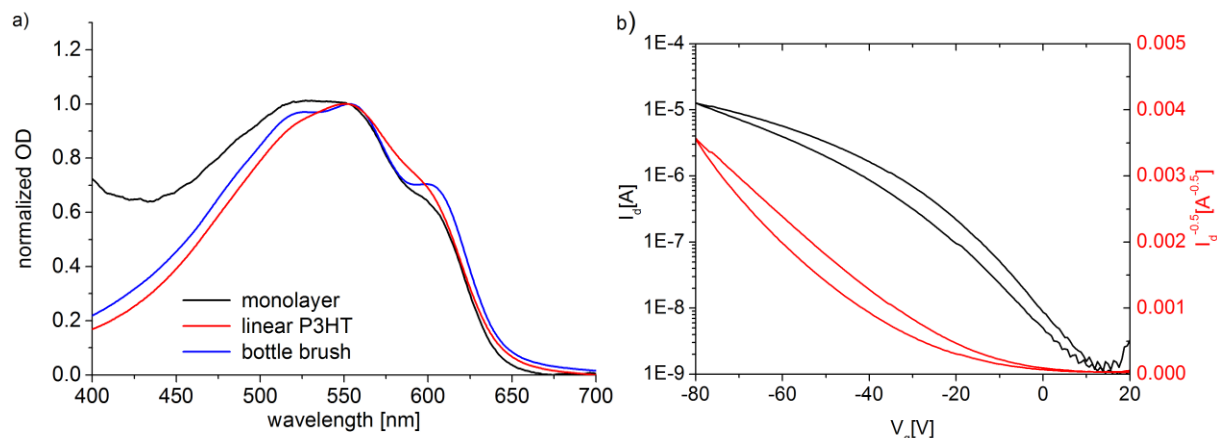 a)
normalized OD
1.2
1.0
0.8
0.6
0.4
0.2
0.0
monolayer
linear P3HT
bottle brush
400 450 500 550 600 650 700
wavelength [nm]
b)
I_d[A]
1E-4
1E-5
1E-6
1E-7
1E-8
1E-9
0.005
0.004
0.003
0.002
0.001
0.000
I_d^-0.5[A^-0.5]
-80 -60 -40 -20 0 20
V_g[V]